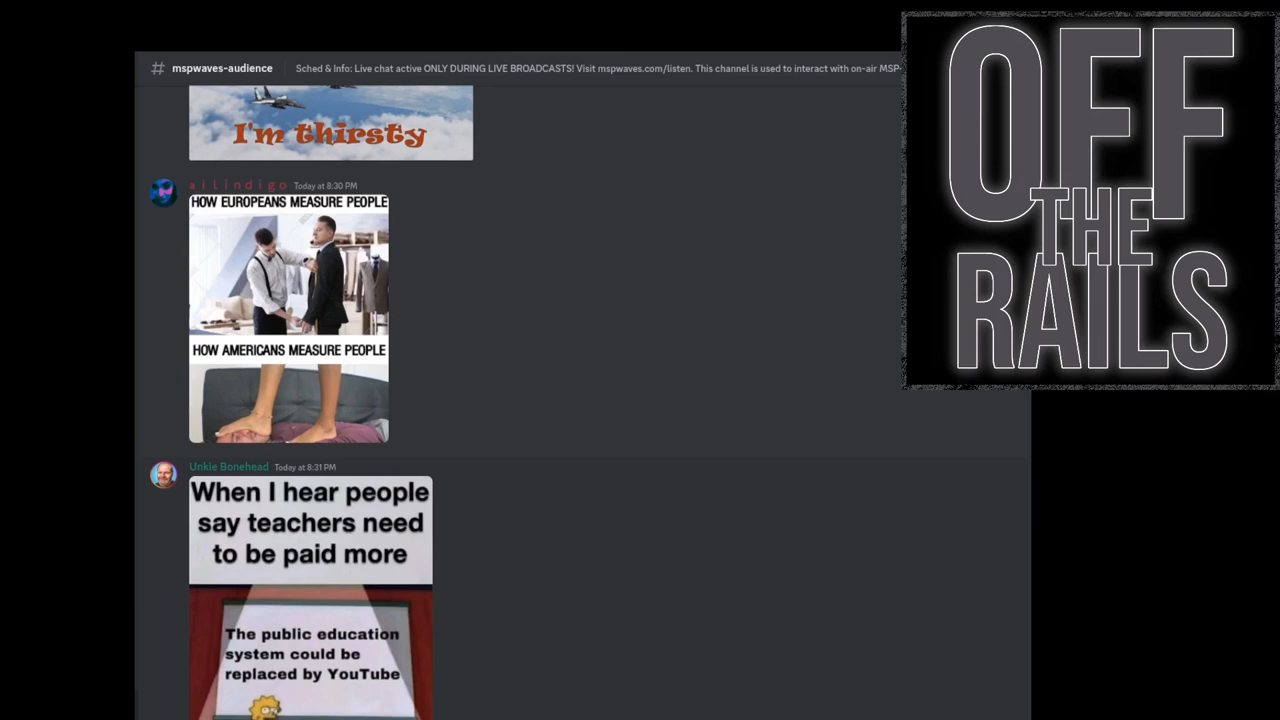 # mspwaves-audience
Sched & Info: Live chat active ONLY DURING LIVE BROADCASTS! Visit mspwaves.com/listen. This channel is used to interact with on-air MSP-
I'm thirsty
a i l i n d i g o Today at 8:30 PM
HOW EUROPEANS MEASURE PEOPLE
HOW AMERICANS MEASURE PEOPLE
Unkle Bonehead Today at 8:31 PM
When I hear people
say teachers need
to be paid more
The public education
system could be
replaced by YouTube
OFF
THE
RAILS